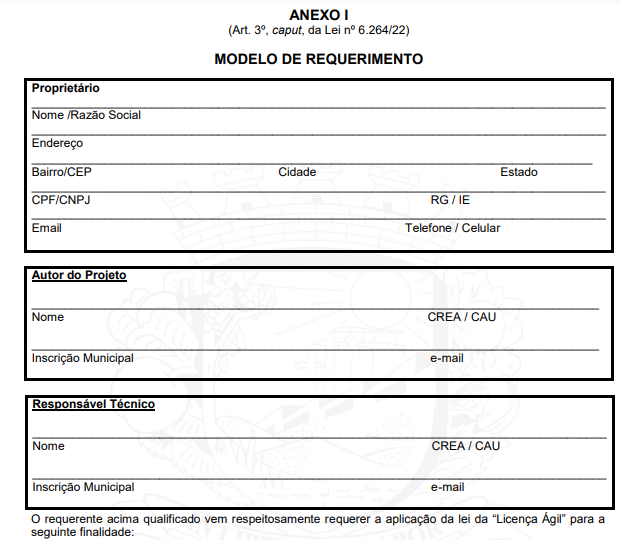 ANEXO I
(Art. 3º, caput, da Lei nº 6.264/22)
MODELO DE REQUERIMENTO
Proprietário
Nome /Razão Social
Endereço
Bairro/CEP Cidade Estado
CPF/CNPJ RG / IE
Email Telefone / Celular
Autor do Projeto
Nome CREA / CAU
Inscrição Municipal e-mail
Responsável Técnico
Nome CREA / CAU
Inscrição Municipal e-mail
O requerente acima qualificado vem respeitosamente requerer a aplicação da lei da “Licença Ágil” para a
seguinte finalidade: